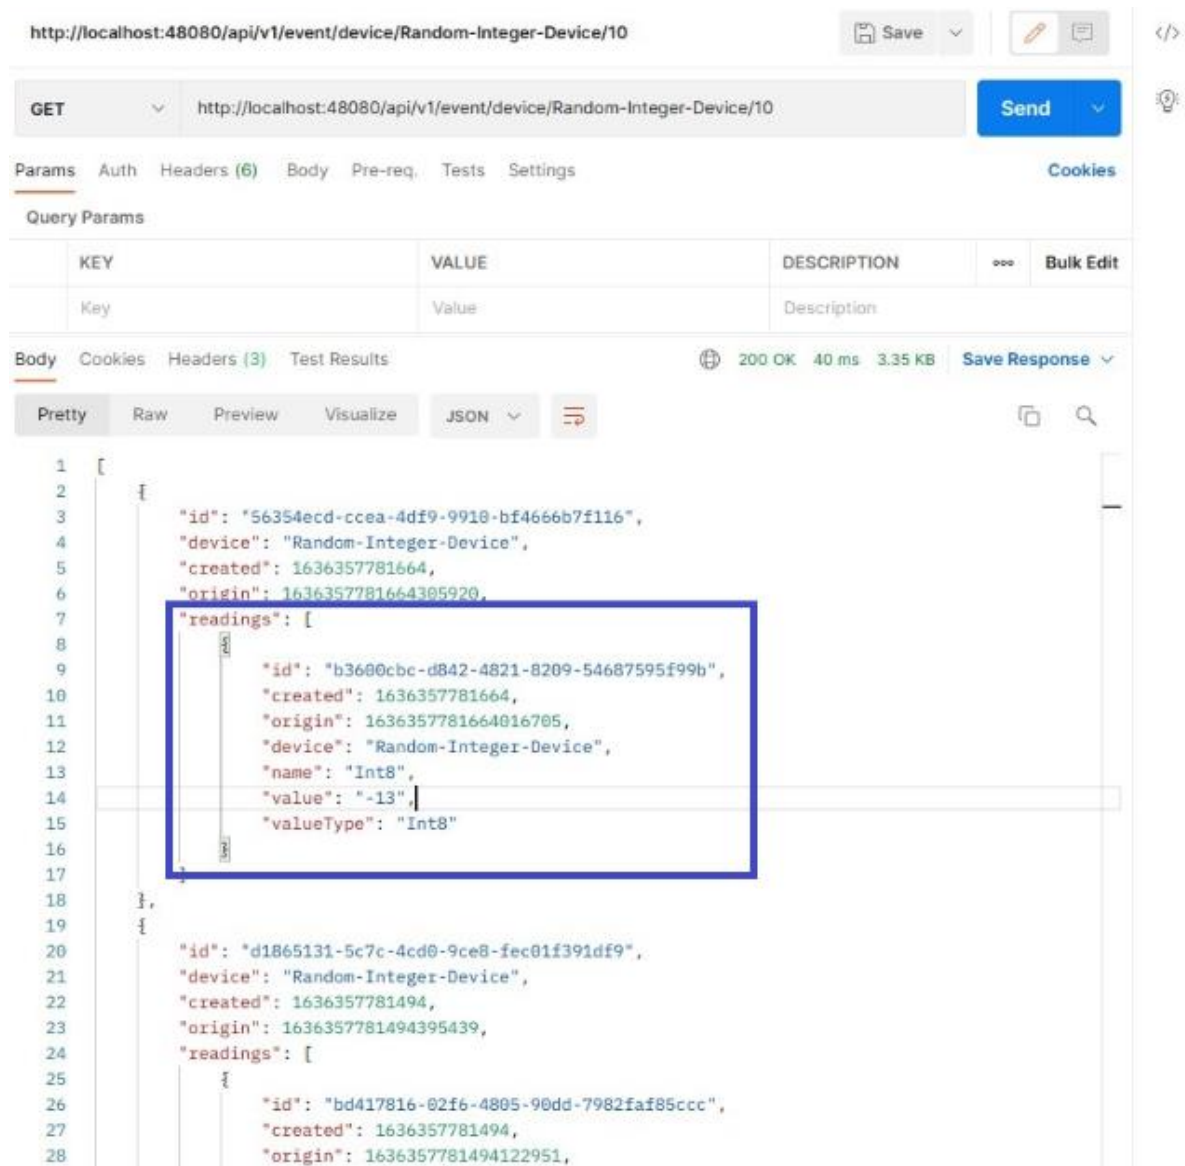 http://localhost:48080/api/v1/event/device/Random-Integer-Device/10 Save
</>
GET http://localhost:48080/api/v1/event/device/Random-Integer-Device/10 Send
Params Auth Headers (6) Body Pre-req. Tests Settings Cookies
Query Params
KEY VALUE DESCRIPTION ooo Bulk Edit
Key Value Description
Body Cookies Headers (3) Test Results 200 OK 40 ms 3.35 KB Save Response
Pretty Raw Preview Visualize JSON
1 [
2 {
3 "id": "56354ecd-ccea-4df9-9910-bf4666b7f116",
4 "device": "Random-Integer-Device",
5 "created": 1636357781664,
6 "origin": 1636357781664305920,
7 "readings": [
8 {
9 "id": "b3600cbc-d842-4821-8209-54687595f99b",
10 "created": 1636357781664,
11 "origin": 1636357781664016705,
12 "device": "Random-Integer-Device",
13 "name": "Int8",
14 "value": "-13",
15 "valueType": "Int8"
16 }
17 ]
18 },
19 {
20 "id": "d1865131-5c7c-4cd0-9ce8-fec01f391df9",
21 "device": "Random-Integer-Device",
22 "created": 1636357781494,
23 "origin": 1636357781494395439,
24 "readings": [
25 {
26 "id": "bd417816-02f6-4805-90dd-7982faf85ccc",
27 "created": 1636357781494,
28 "origin": 1636357781494122951,